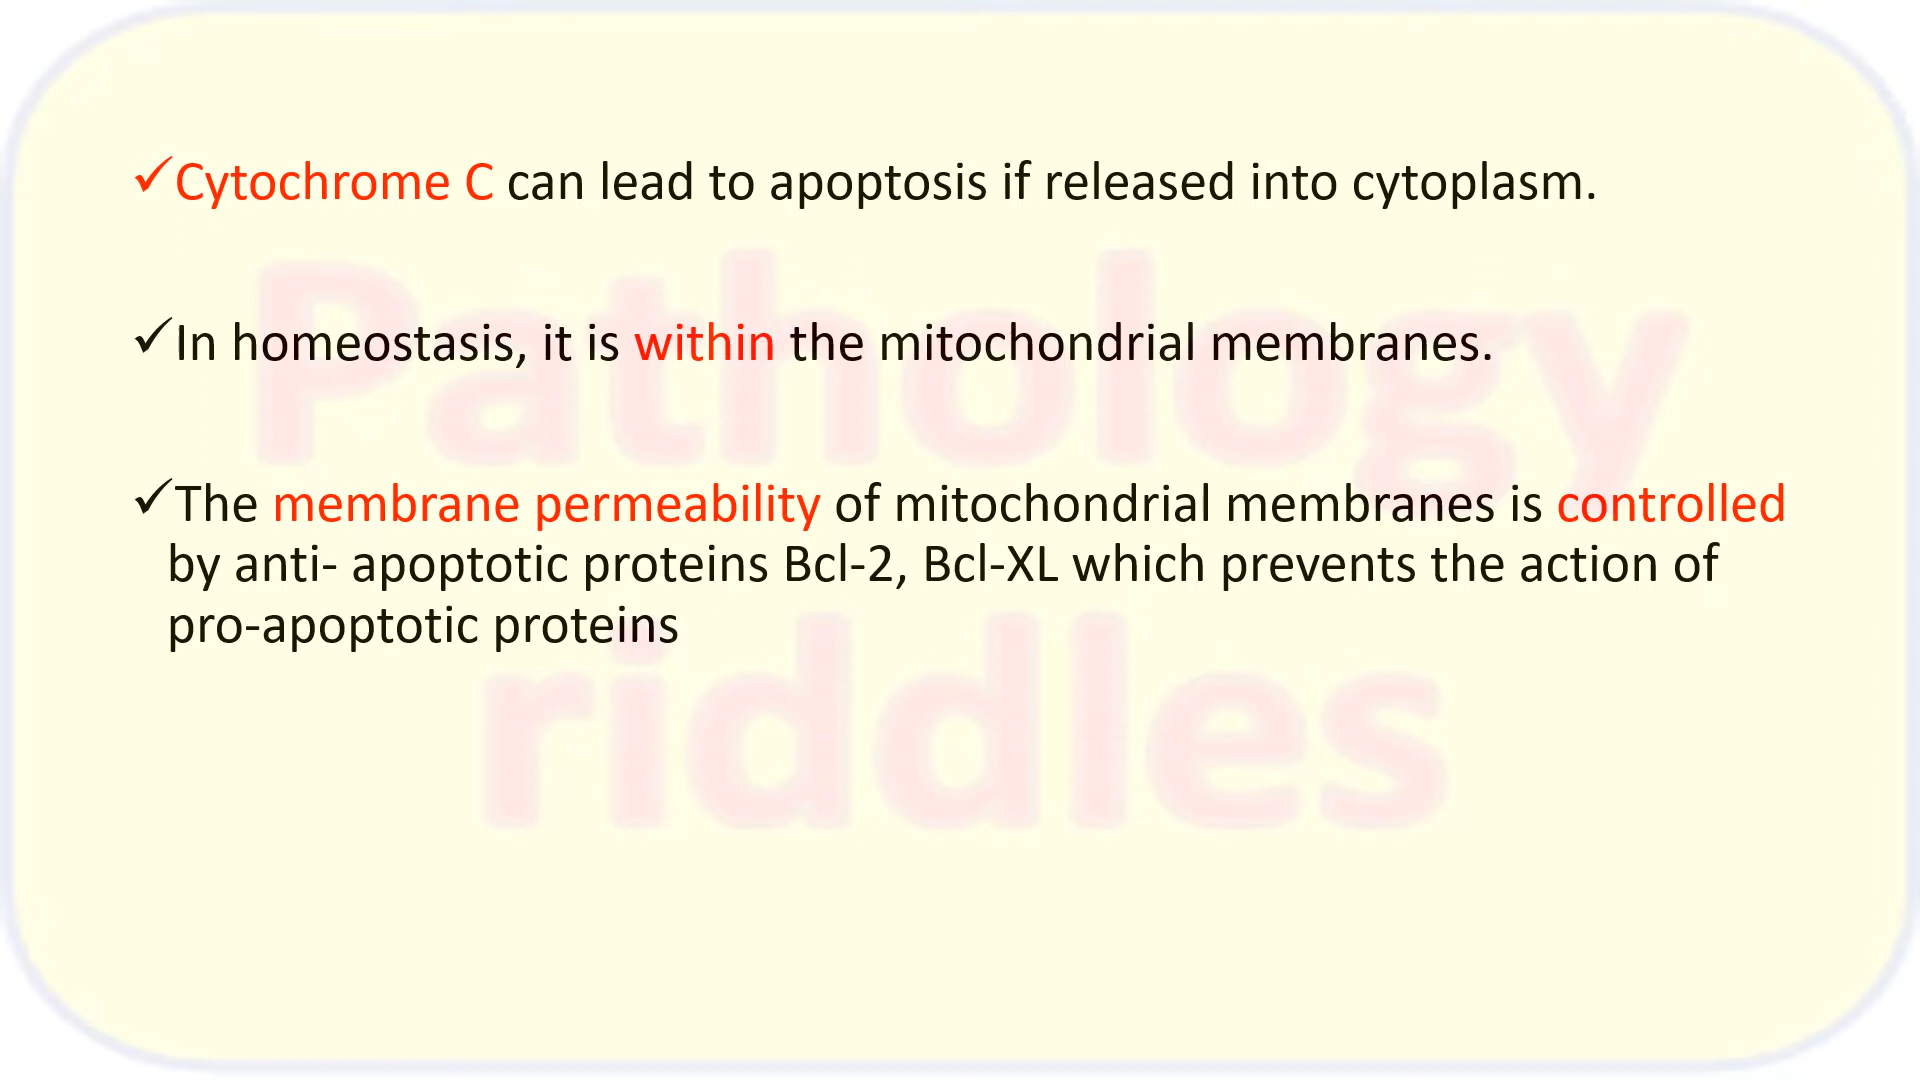 ✓Cytochrome C can lead to apoptosis if released into cytoplasm.
✓In homeostasis, it is within the mitochondrial membranes.
✓The membrane permeability of mitochondrial membranes is controlled
by anti- apoptotic proteins Bcl-2, Bcl-XL which prevents the action of
pro-apoptotic proteins
Pathology
riddles